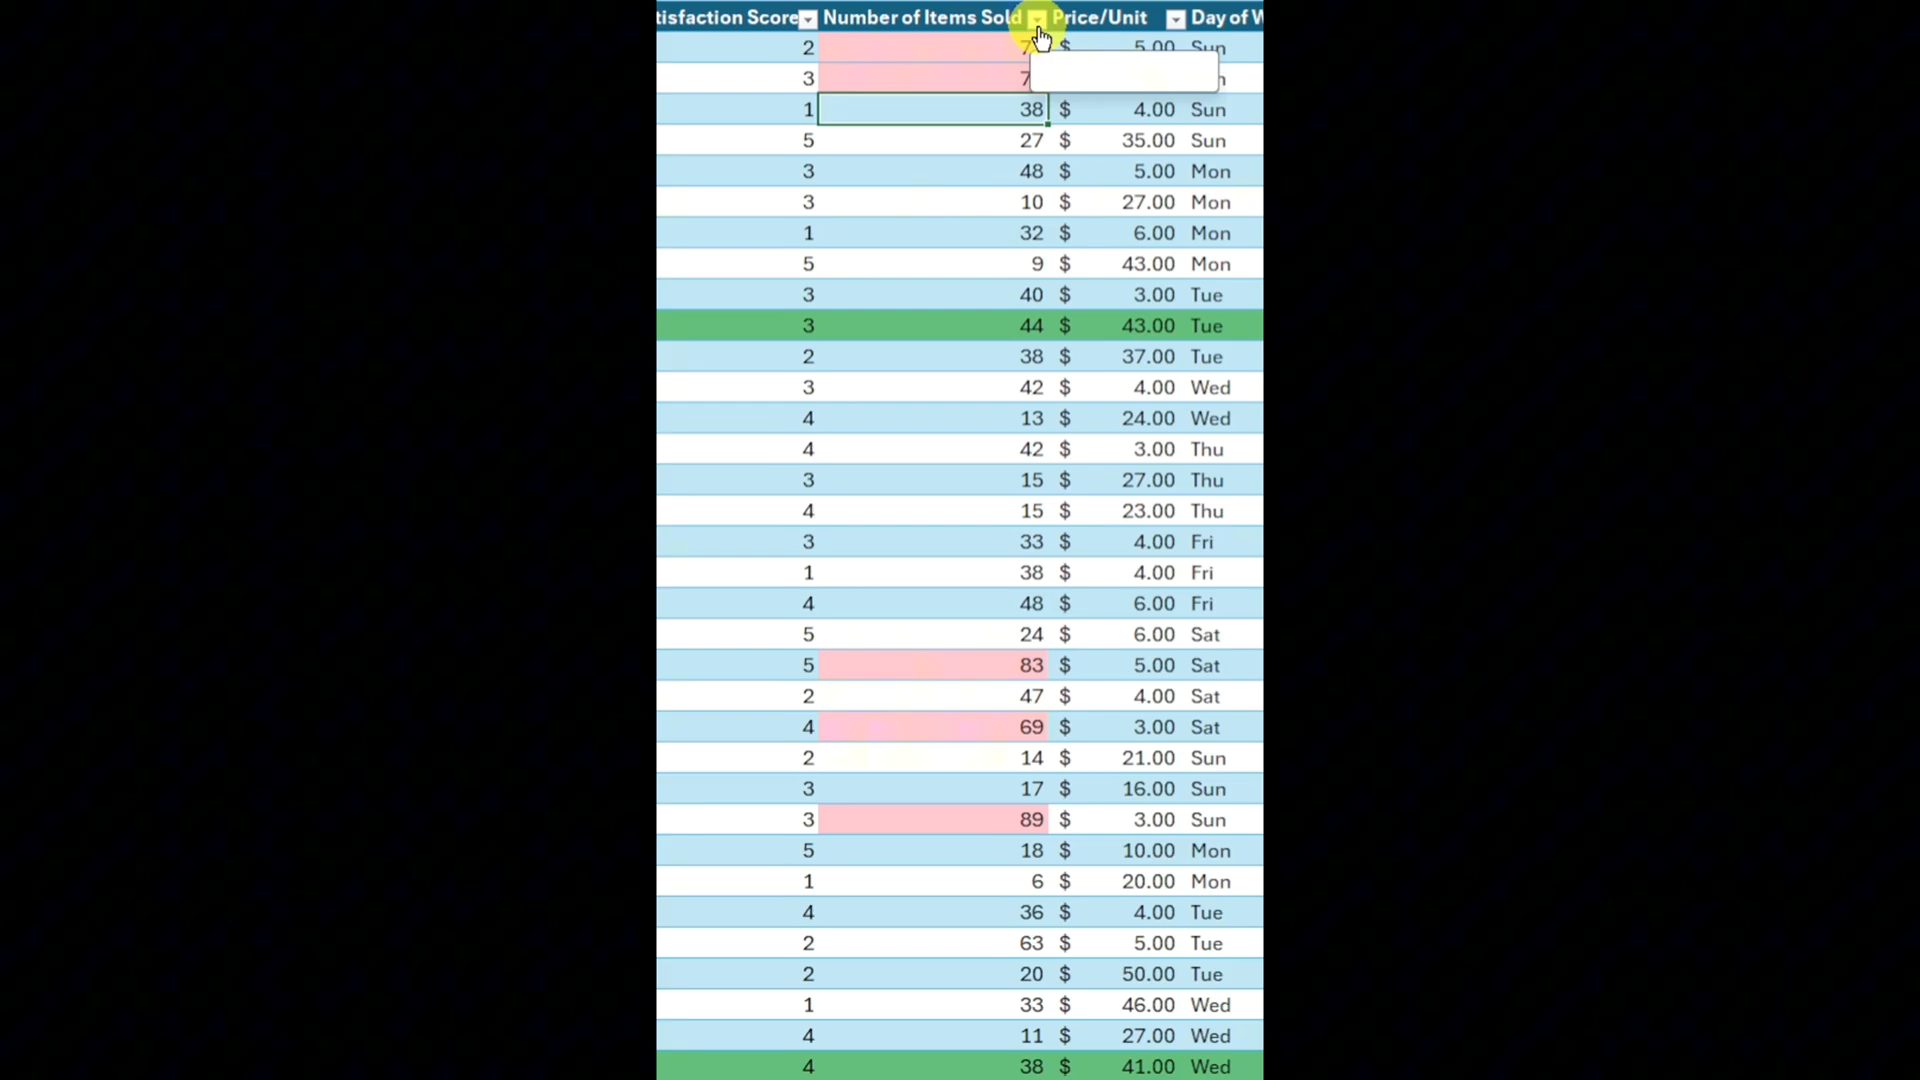 tisfaction Score Number of Items Sold Price/Unit Day of W
2 $ 5.00 Sun
3
1 38 $ 4.00 Sun
5 27 $ 35.00 Sun
3 48 $ 5.00 Mon
3 10 $ 27.00 Mon
1 32 $ 6.00 Mon
5 9 $ 43.00 Mon
3 40 $ 3.00 Tue
3 44 $ 43.00 Tue
2 38 $ 37.00 Tue
3 42 $ 4.00 Wed
4 13 $ 24.00 Wed
4 42 $ 3.00 Thu
3 15 $ 27.00 Thu
4 15 $ 23.00 Thu
3 33 $ 4.00 Fri
1 38 $ 4.00 Fri
4 48 $ 6.00 Fri
5 24 $ 6.00 Sat
5 83 $ 5.00 Sat
2 47 $ 4.00 Sat
4 69 $ 3.00 Sat
2 14 $ 21.00 Sun
3 17 $ 16.00 Sun
3 89 $ 3.00 Sun
5 18 $ 10.00 Mon
1 6 $ 20.00 Mon
4 36 $ 4.00 Tue
2 63 $ 5.00 Tue
2 20 $ 50.00 Tue
1 33 $ 46.00 Wed
4 11 $ 27.00 Wed
4 38 $ 41.00 Wed